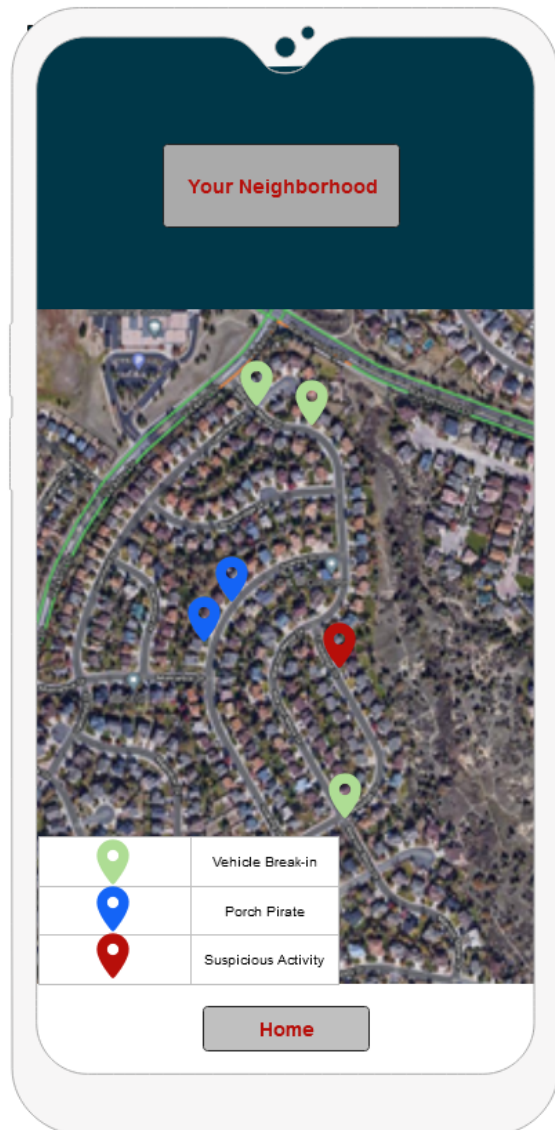 Your Neighborhood
Vehicle Break-in
Porch Pirate
Suspicious Activity
Home